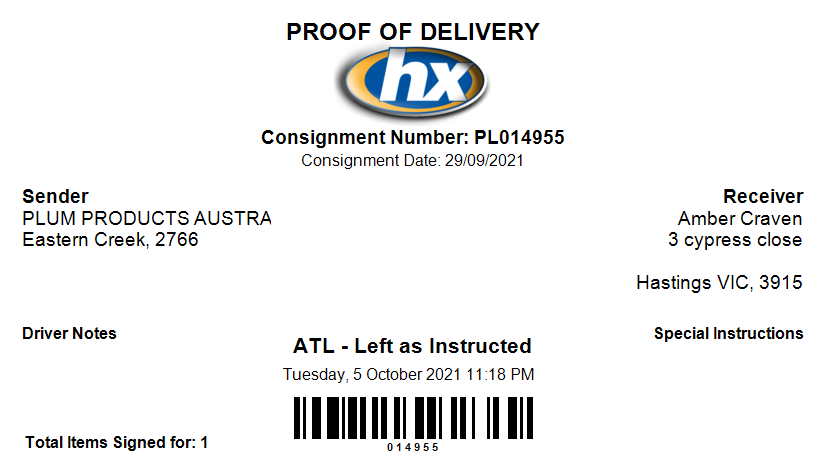 PROOF OF DELIVERY
hx
Consignment Number: PL014955
Consignment Date: 29/09/2021
Sender
PLUM PRODUCTS AUSTRA
Eastern Creek, 2766
Receiver
Amber Craven
3 cypress close
Hastings VIC, 3915
Driver Notes
Special Instructions
ATL - Left as Instructed
Tuesday, 5 October 2021 11:18 PM
014955
Total Items Signed for: 1